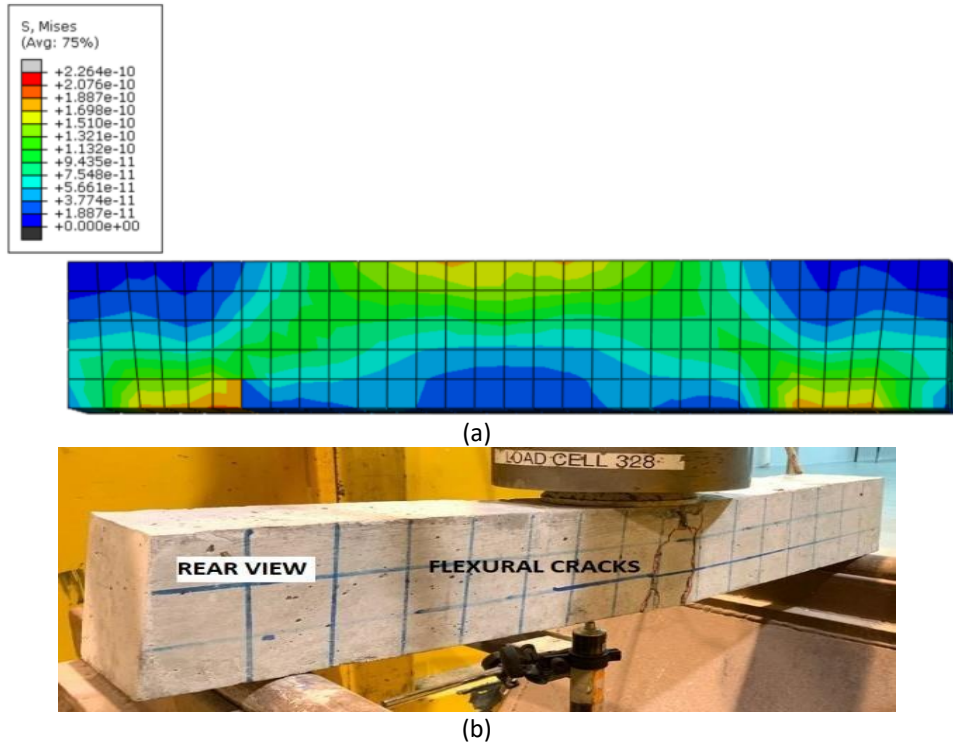 S, Mises
(Avg: 75%)
+2.264e-10
+2.076e-10
+1.887e-10
+1.698e-10
+1.510e-10
+1.321e-10
+1.132e-10
+9.435e-11
+7.548e-11
+5.661e-11
+3.774e-11
+1.887e-11
+0.000e+00
(a)
LOAD CELL 328
REAR VIEW
FLEXURAL CRACKS
(b)